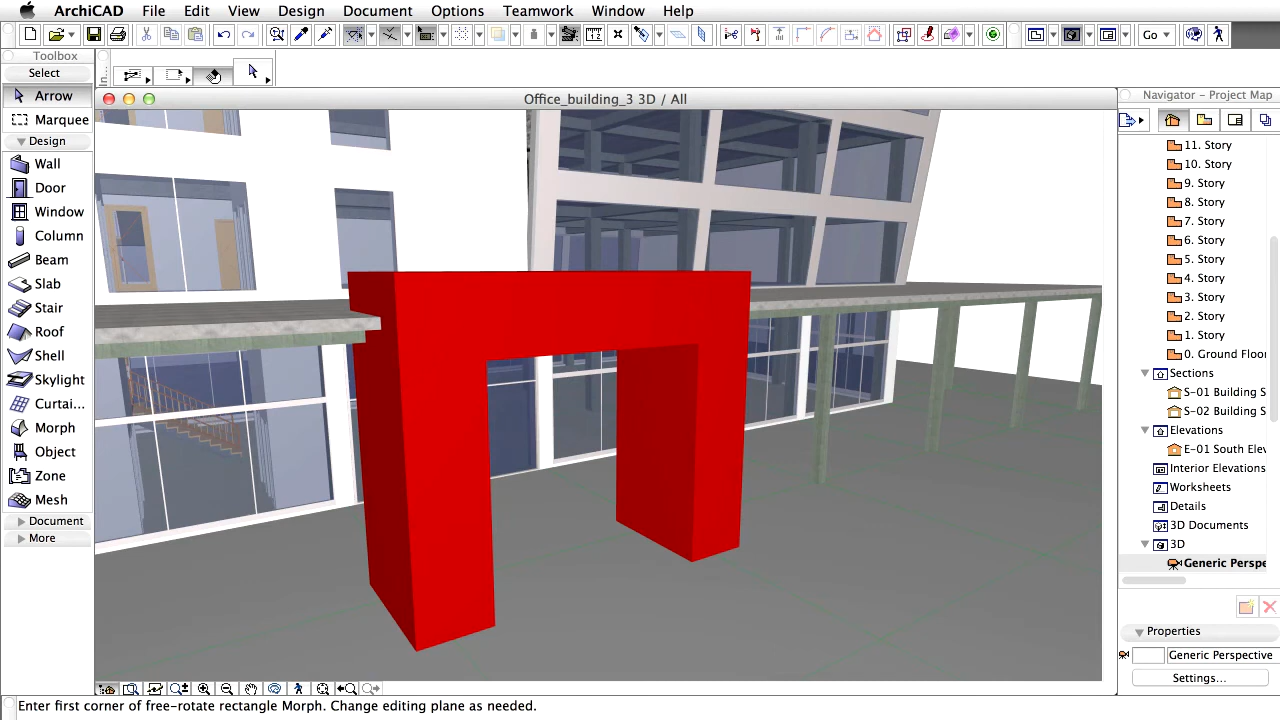 ArchiCAD File Edit View Design Document Options Teamwork Window Help
Toolbox
Select
Arrow
Marquee
Design
Wall
Door
Window
Column
Beam
Slab
Stair
Roof
Shell
Skylight
Curtai...
Morph
Object
Zone
Mesh
Document
More
Go
Office_building_3 3D / All
Navigator - Project Map
11. Story
10. Story
9. Story
8. Story
7. Story
6. Story
5. Story
4. Story
3. Story
2. Story
1. Story
0. Ground Floor
Sections
S-01 Building S
S-02 Building S
Elevations
E-01 South Elev
Interior Elevations
Worksheets
Details
3D Documents
3D
Generic Perspe
Properties
Generic Perspective
Settings...
Enter first corner of free-rotate rectangle Morph. Change editing plane as needed.